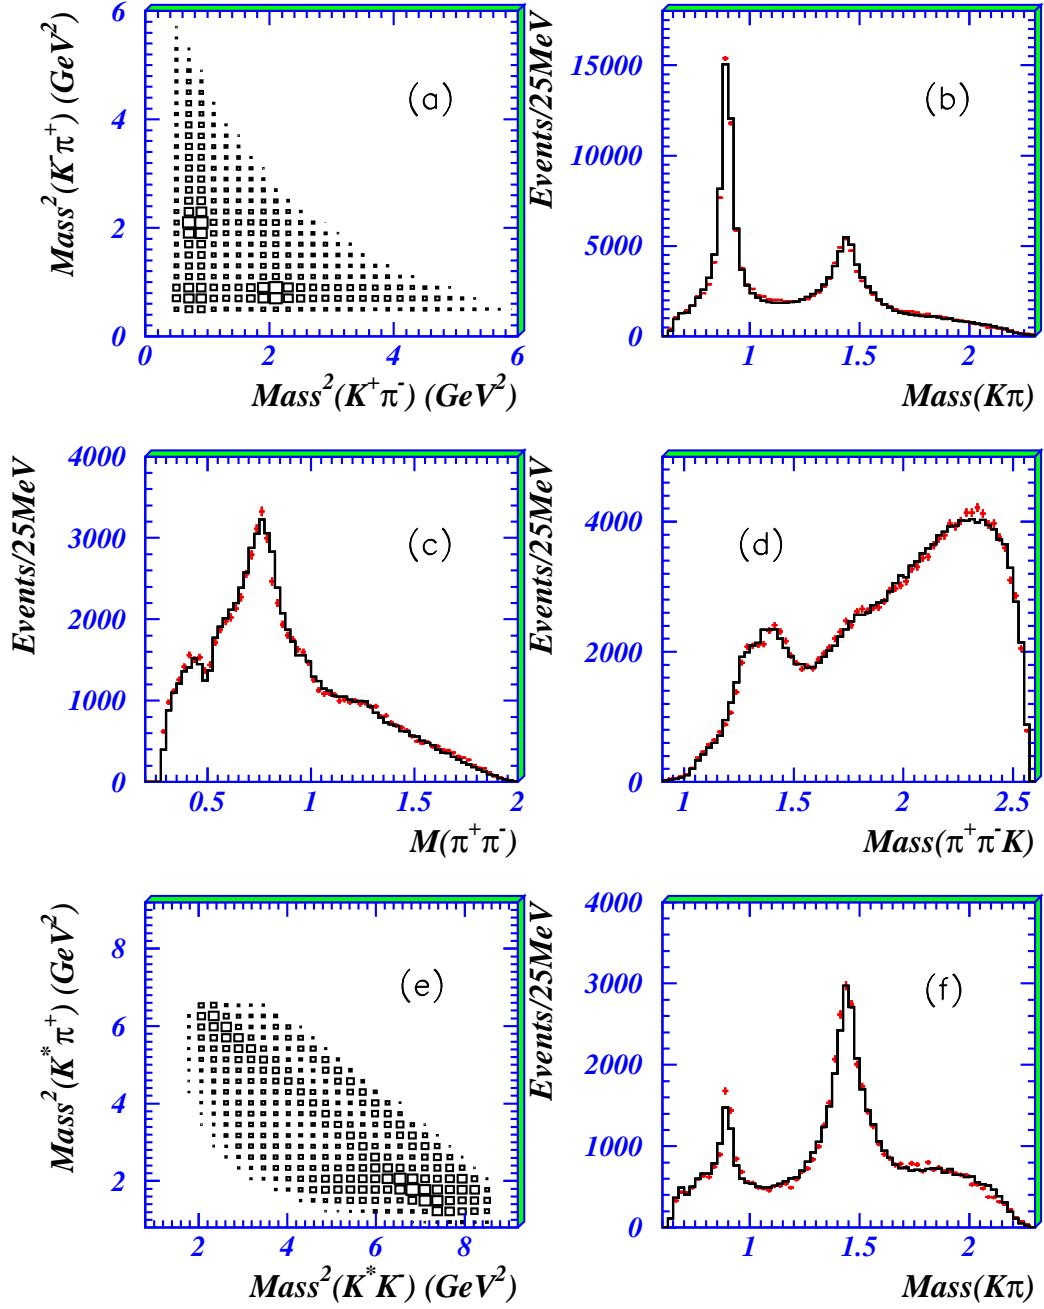 Mass²(K⁻π⁺) (GeV²)
6
4
2
0
(a)
0 2 4 6
Mass²(K⁺π⁻) (GeV²)
Events/25MeV
15000
10000
5000
0
(b)
1 1.5 2
Mass(Kπ)
Events/25MeV
4000
3000
2000
1000
0
(c)
0.5 1 1.5 2
M(π⁺π⁻)
Events/25MeV
4000
2000
0
(d)
1 1.5 2 2.5
Mass(π⁺π⁻K)
Mass²(K*π⁺) (GeV²)
8
6
4
2
(e)
2 4 6 8
Mass²(K*K⁻) (GeV²)
Events/25MeV
4000
3000
2000
1000
0
(f)
1 1.5 2
Mass(Kπ)